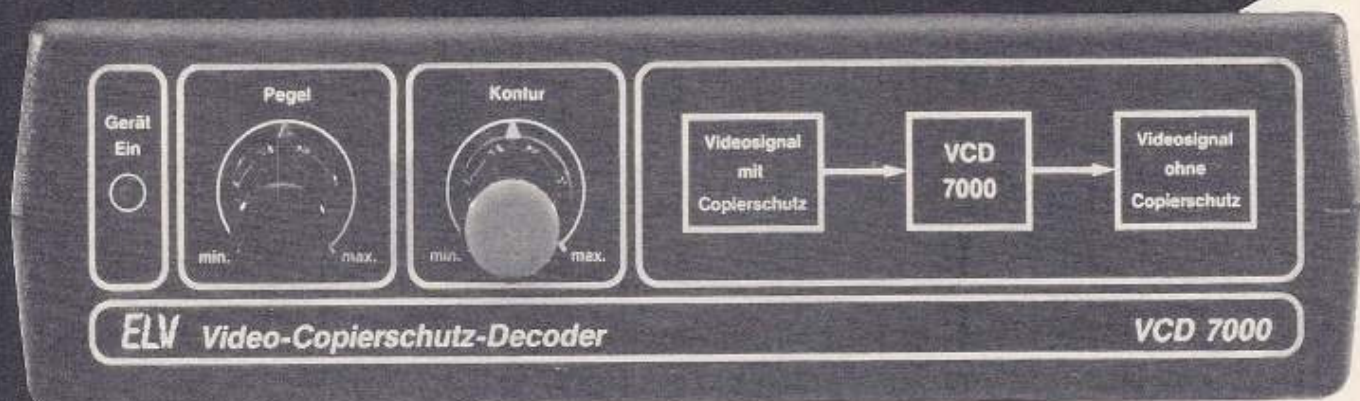 Gerät
Ein
Pegel
min.
max.
Kontur
min.
max.
Videosignal
mit
Copierschutz
VCD
7000
Videosignal
ohne
Copierschutz
ELV Video-Copierschutz-Decoder
VCD 7000